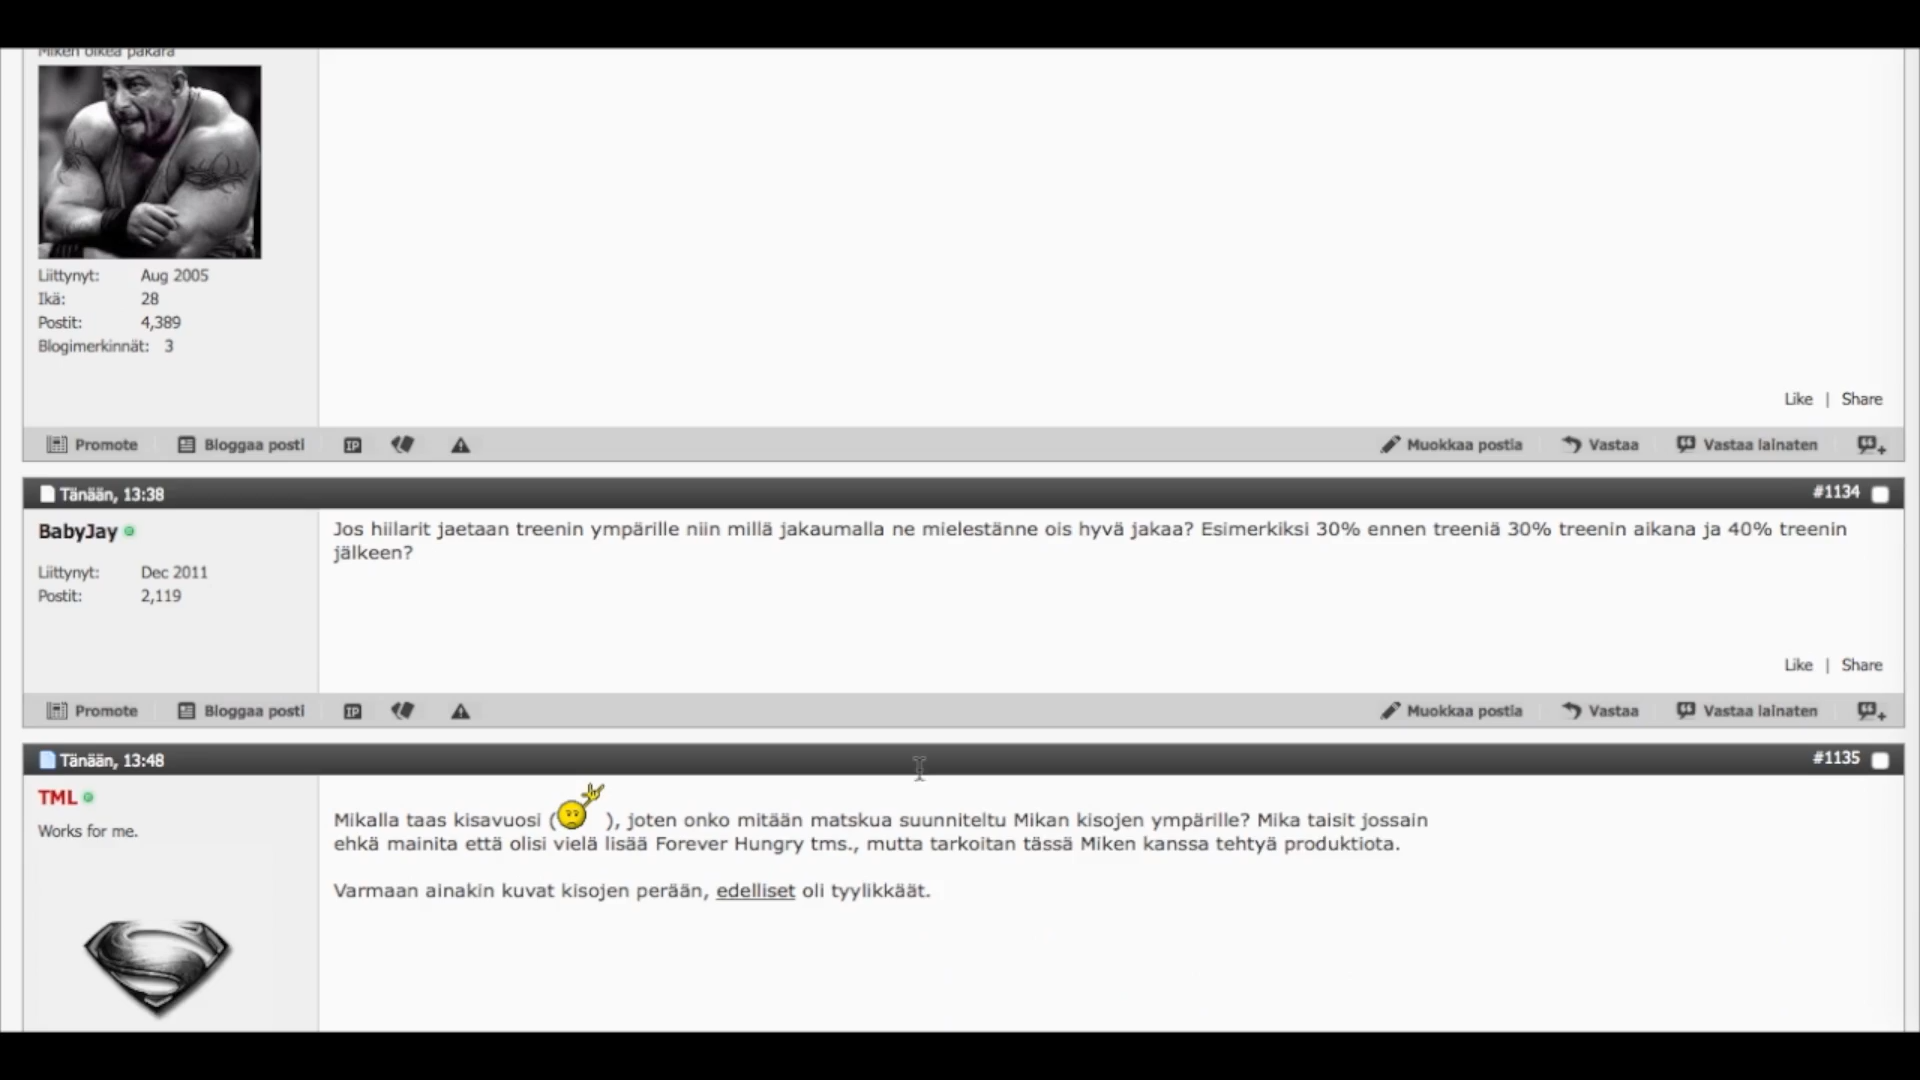 Miken oikea pakara
Liittynyt: Aug 2005
Ikä: 28
Postit: 4,389
Blogimerkinnät: 3
Like | Share
Promote Bloggaa posti IP Muokkaa postia Vastaa Vastaa lainaten
Tänään, 13:38 #1134
BabyJay
Liittynyt: Dec 2011
Postit: 2,119
Jos hiilarit jaetaan treenin ympärille niin millä jakaumalla ne mielestänne ois hyvä jakaa? Esimerkiksi 30% ennen treeniä 30% treenin aikana ja 40% treenin
jälkeen?
Like | Share
Promote Bloggaa posti IP Muokkaa postia Vastaa Vastaa lainaten
Tänään, 13:48 #1135
TML
Works for me.
Mikalla taas kisavuosi ( ), joten onko mitään matskua suunniteltu Mikan kisojen ympärille? Mika taisit jossain
ehkä mainita että olisi vielä lisää Forever Hungry tms., mutta tarkoitan tässä Miken kanssa tehtyä produktiota.
Varmaan ainakin kuvat kisojen perään, edelliset oli tyylikkäät.